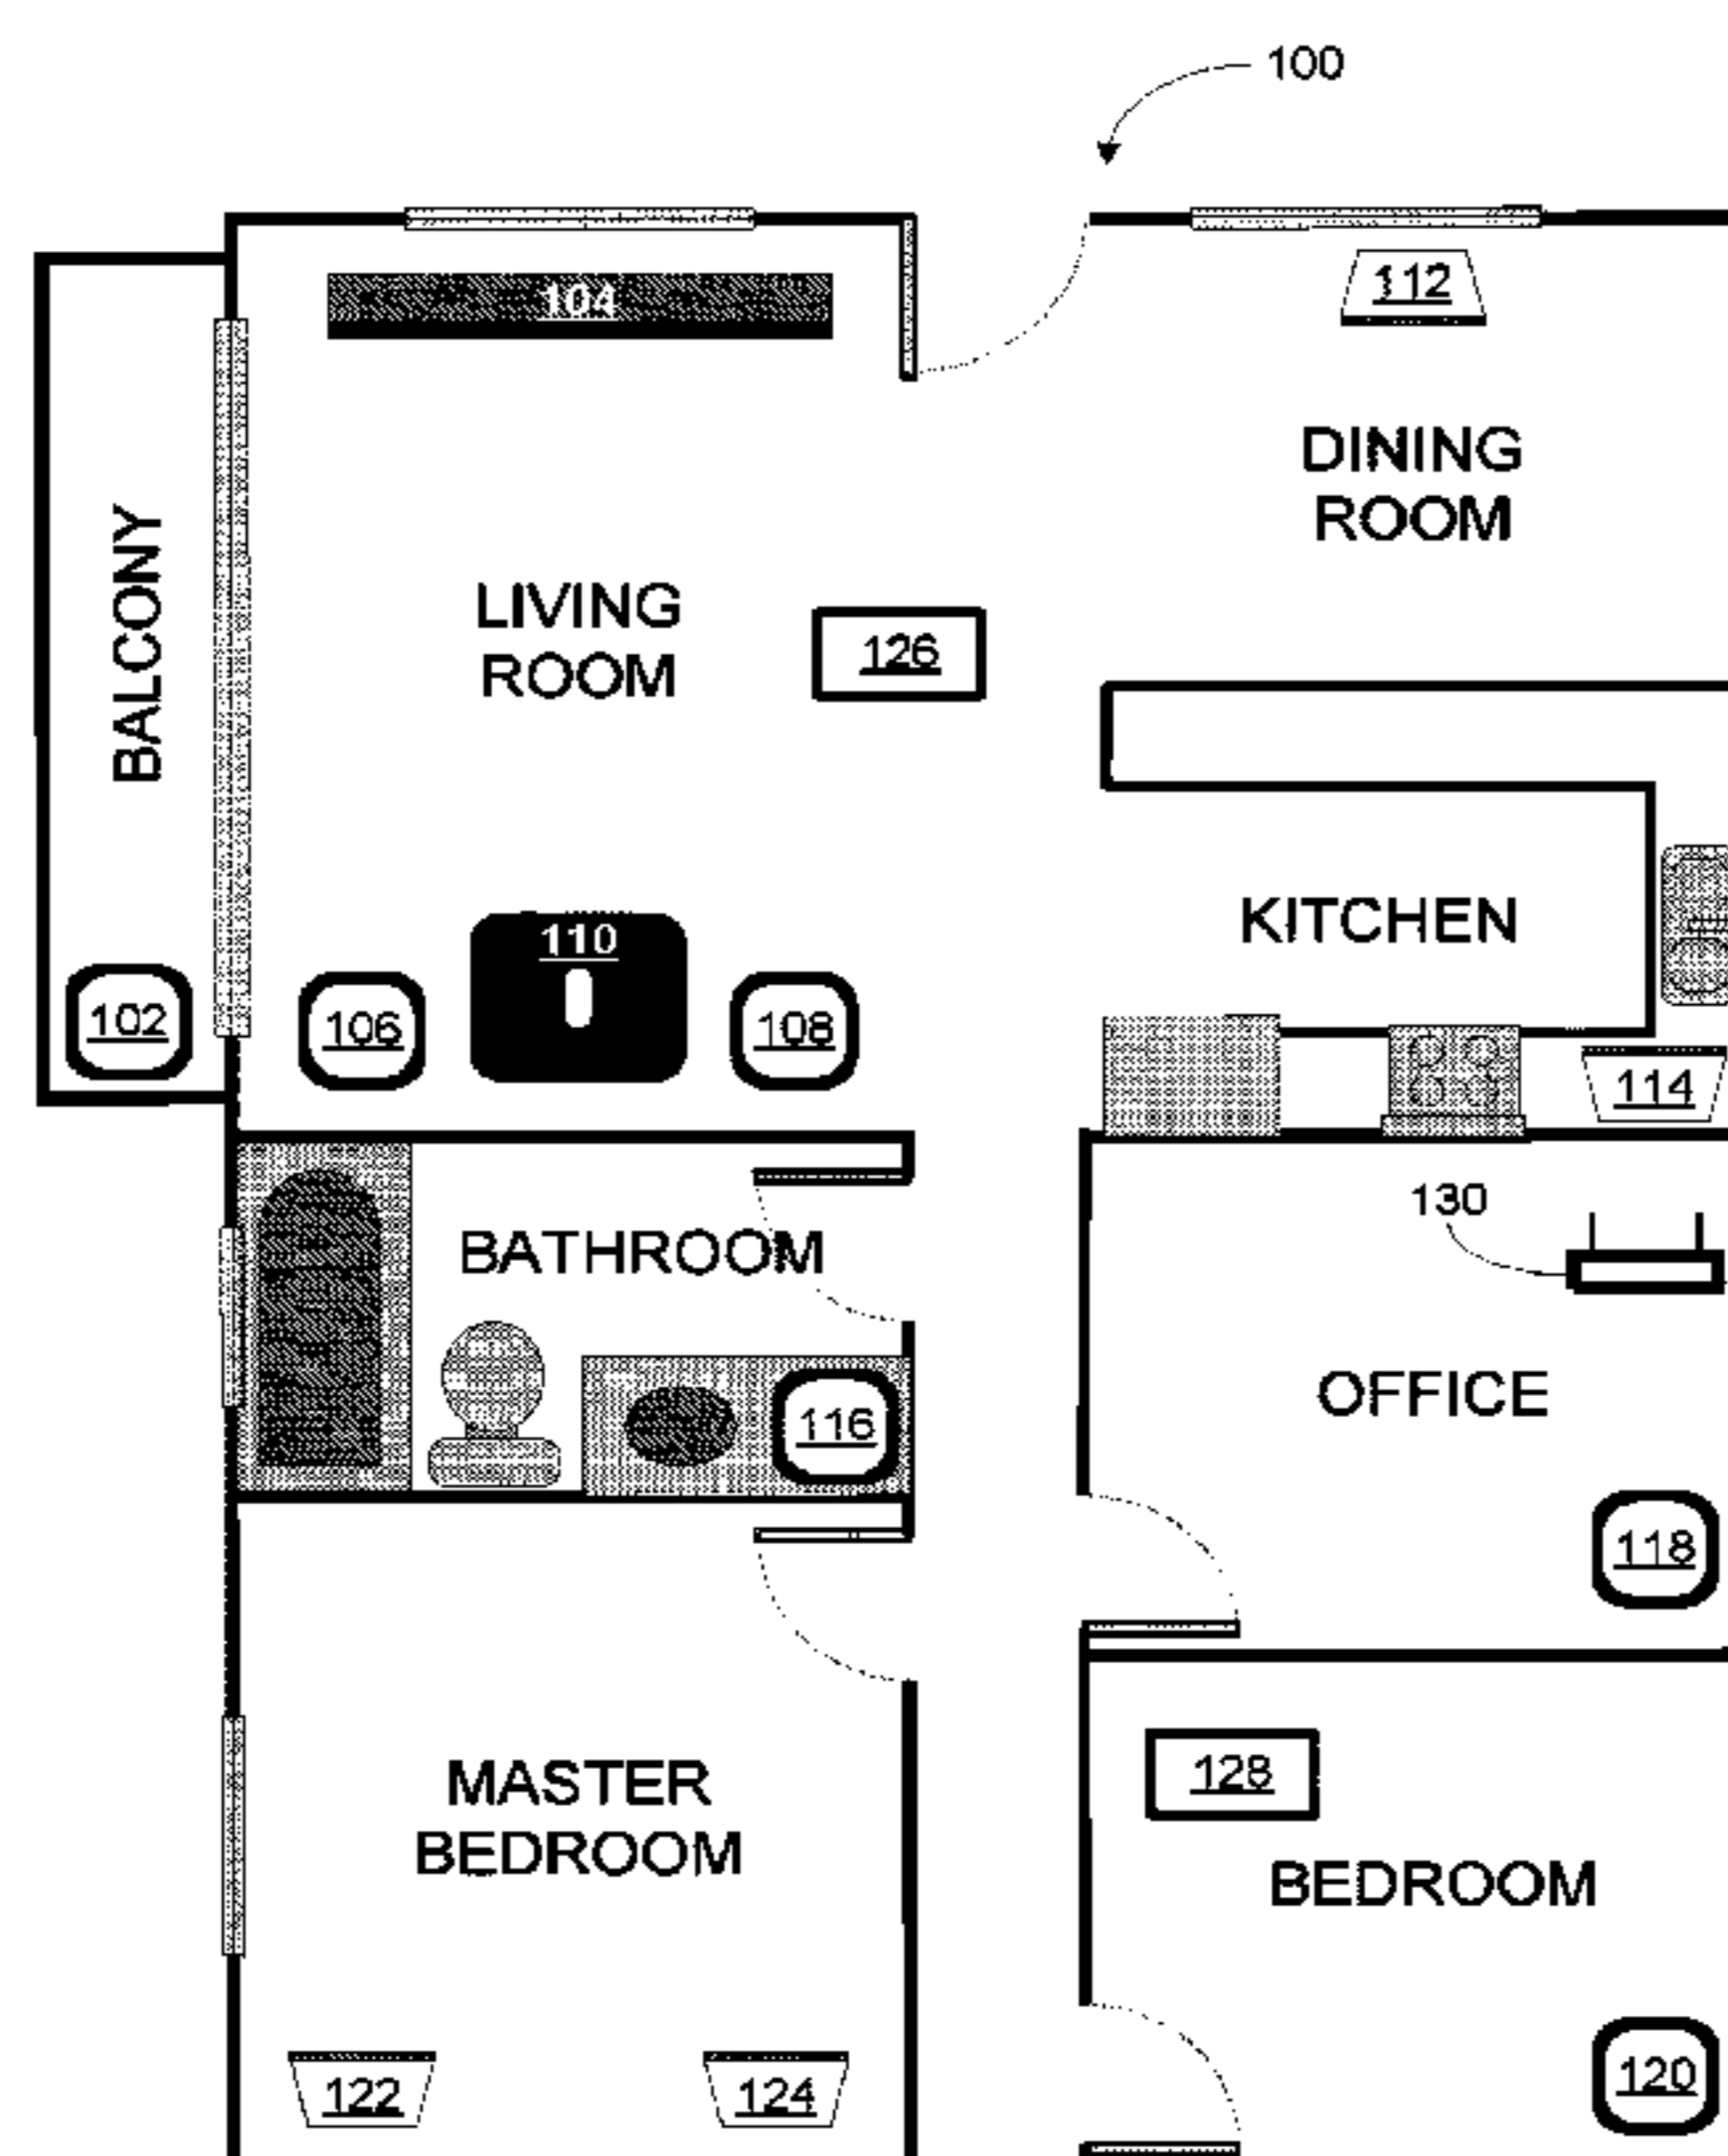 100
104
112
DINING
ROOM
BALCONY
LIVING
ROOM
126
KITCHEN
110
102
106
108
114
BATHROOM
130
OFFICE
116
118
128
MASTER
BEDROOM
BEDROOM
122
124
120